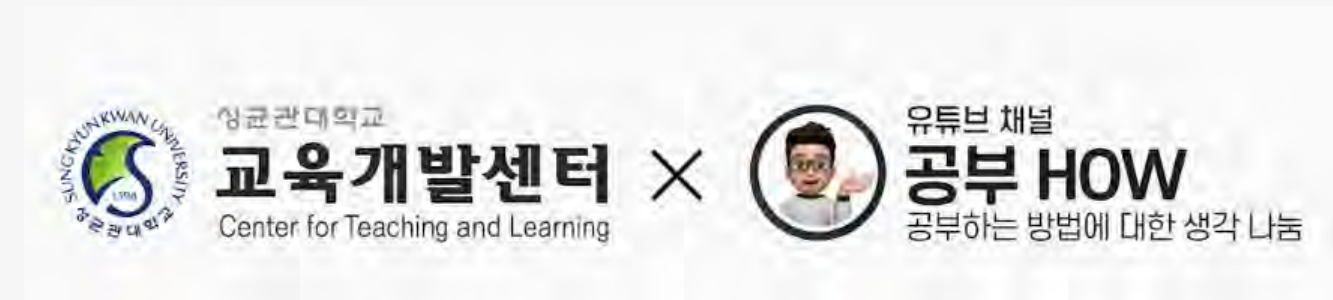 SUNGKYUNKWAN UNIVERSITY
1398
성균관대학교
성균관대학교
교육개발센터
Center for Teaching and Learning
×
유튜브 채널
공부 HOW
공부하는 방법에 대한 생각 나눔